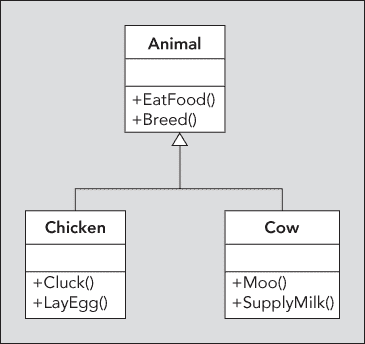 Animal
+EatFood()
+Breed()
Chicken
+Cluck()
+LayEgg()
Cow
+Moo()
+SupplyMilk()